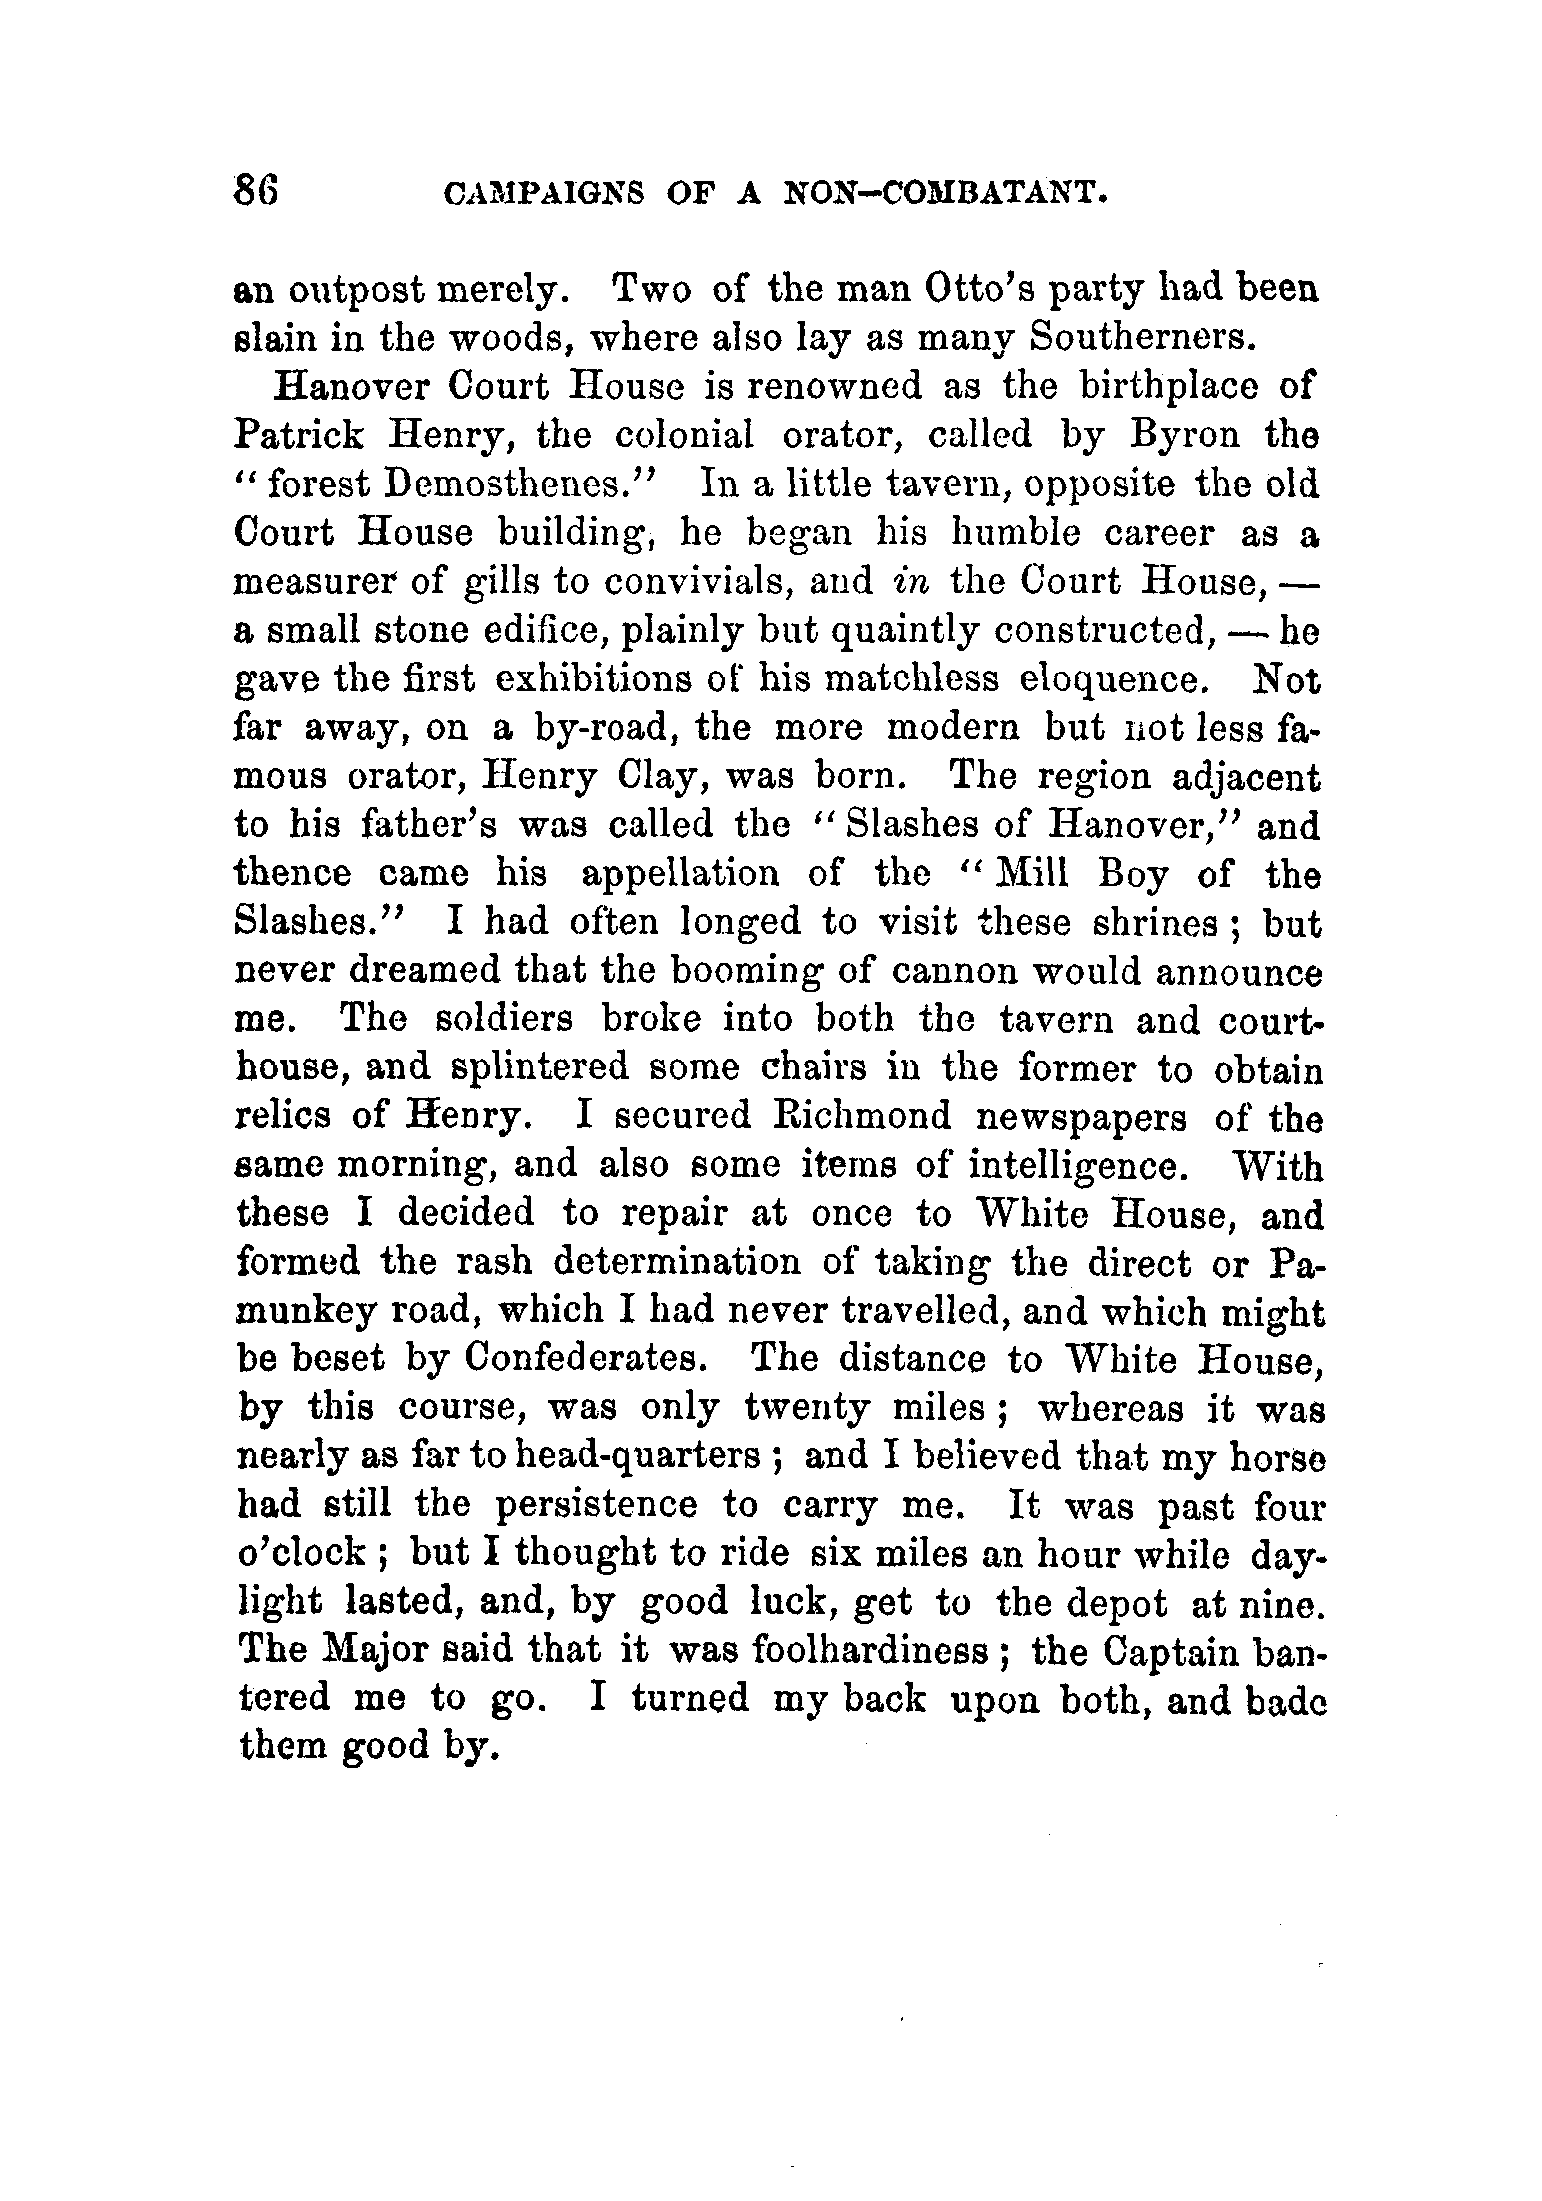 86 CAMPAIGNS OF A NON-COMBATANT.
an outpost merely. Two of the man Otto's party had been
slain in the woods, where also lay as many Southerners.
Hanover Court House is renowned as the birthplace of
Patrick Henry, the colonial orator, called by Byron the
"forest Demosthenes." In a little tavern, opposite the old
Court House building, he began his humble career as a
measurer of gills to convivials, and in the Court House, —
a small stone edifice, plainly but quaintly constructed, — he
gave the first exhibitions of his matchless eloquence. Not
far away, on a by-road, the more modern but not less fa-
mous orator, Henry Clay, was born. The region adjacent
to his father's was called the "Slashes of Hanover," and
thence came his appellation of the "Mill Boy of the
Slashes." I had often longed to visit these shrines; but
never dreamed that the booming of cannon would announce
me. The soldiers broke into both the tavern and court-
house, and splintered some chairs in the former to obtain
relics of Henry. I secured Richmond newspapers of the
same morning, and also some items of intelligence. With
these I decided to repair at once to White House, and
formed the rash determination of taking the direct or Pa-
munkey road, which I had never travelled, and which might
be beset by Confederates. The distance to White House,
by this course, was only twenty miles; whereas it was
nearly as far to head-quarters; and I believed that my horse
had still the persistence to carry me. It was past four
o'clock; but I thought to ride six miles an hour while day-
light lasted, and, by good luck, get to the depot at nine.
The Major said that it was foolhardiness; the Captain ban-
tered me to go. I turned my back upon both, and bade
them good by.